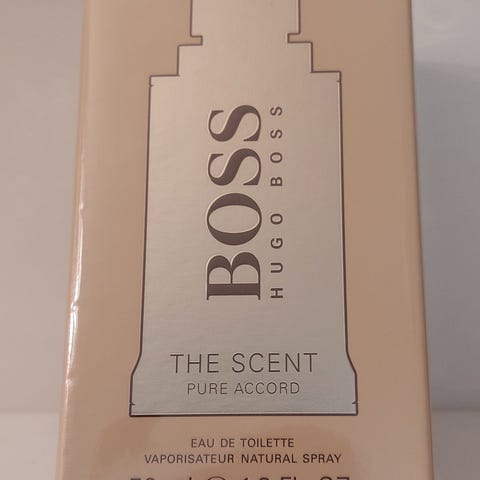 BOSS
HUGO BOSS
THE SCENT
PURE ACCORD
EAU DE TOILETTE
VAPORISATEUR NATURAL SPRAY